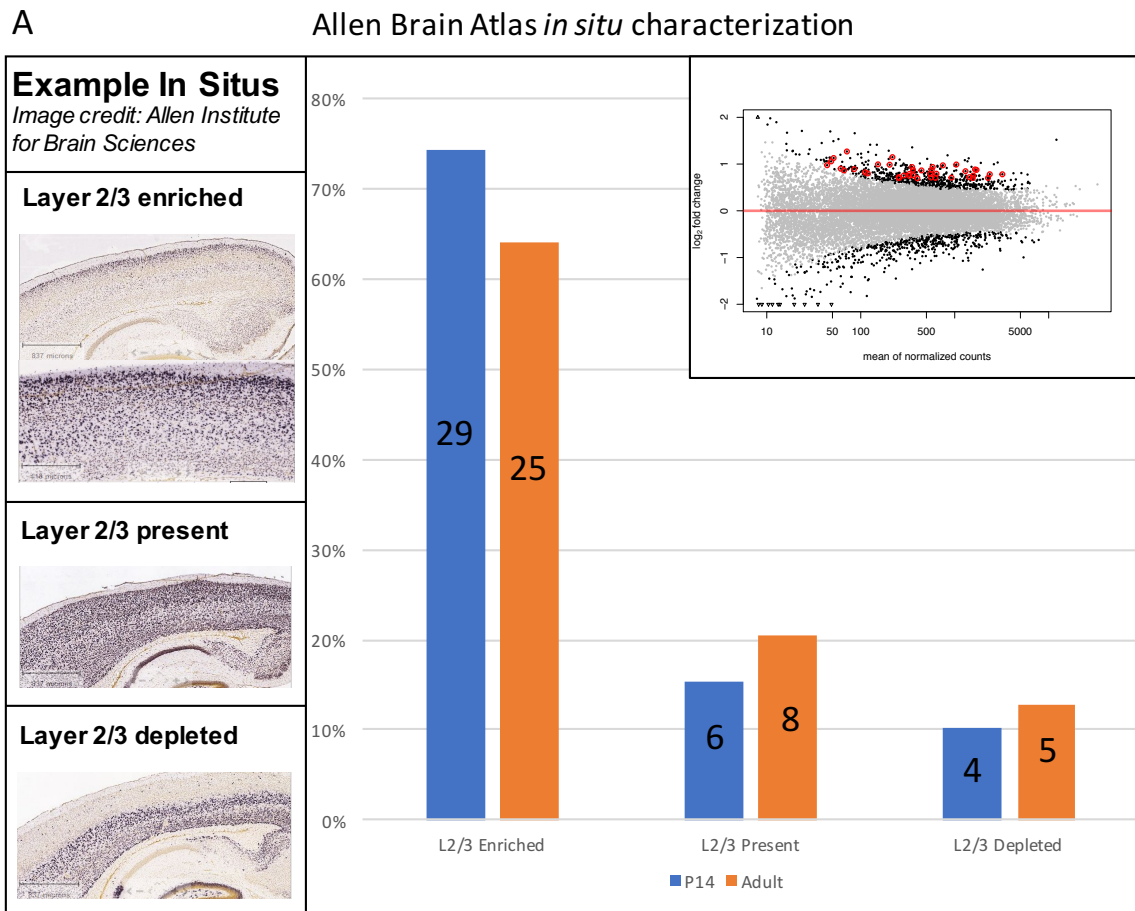 A
Allen Brain Atlas in situ characterization
Example In Situs
Image credit: Allen Institute
for Brain Sciences
Layer 2/3 enriched
837 microns
Layer 2/3 present
837 microns
Layer 2/3 depleted
80%
70%
60%
50%
40%
30%
20%
10%
0%
29
25
6
8
4
5
L2/3 Enriched
L2/3 Present
L2/3 Depleted
P14
Adult
log2 fold change
2
1
0
−1
−2
10
50
100
500
5000
mean of normalized counts